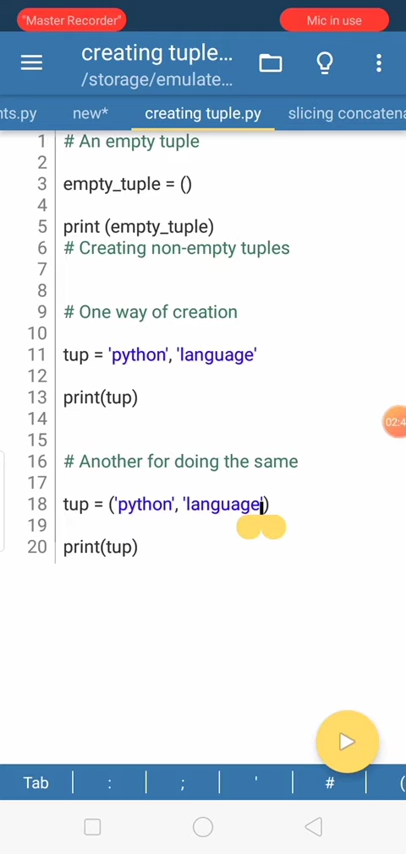 "Master Recorder"
Mic in use
creating tuple...
/storage/emulate...
nts.py
new*
creating tuple.py
slicing concatena
1 # An empty tuple
2
3 empty_tuple = ()
4
5 print (empty_tuple)
6 # Creating non-empty tuples
7
8
9 # One way of creation
10
11 tup = 'python', 'language'
12
13 print(tup)
14
15
16 # Another for doing the same
17
18 tup = ('python', 'language')
19
20 print(tup)
02:4
Tab : ; ' # (